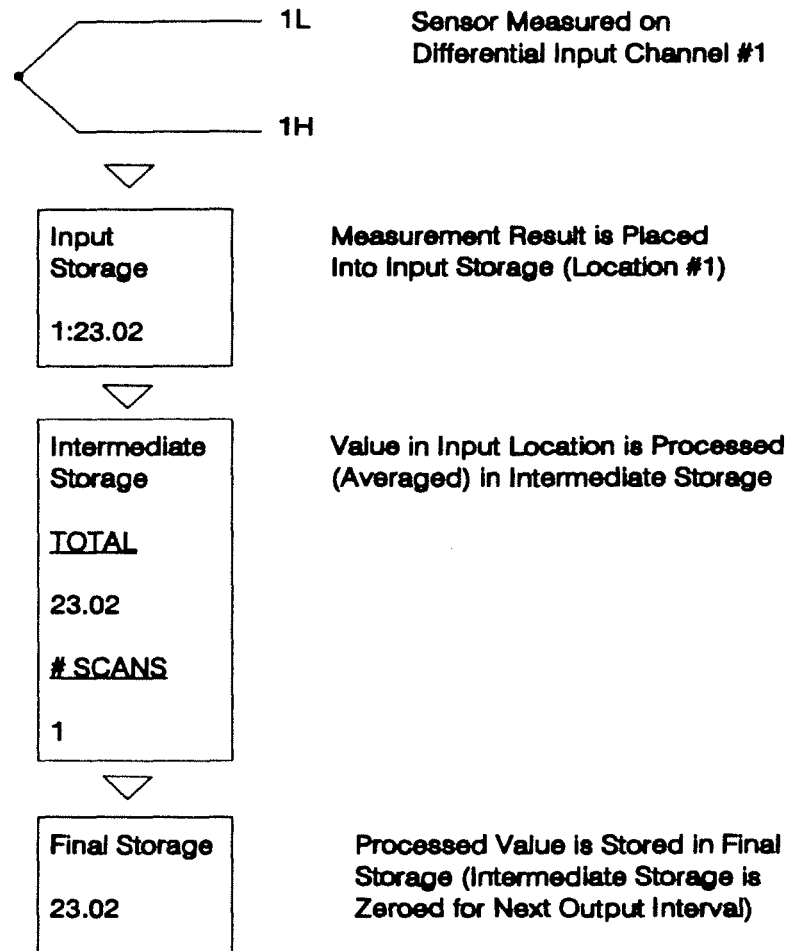 1L
Sensor Measured on
Differential Input Channel #1
1H
Input
Storage
1:23.02
Measurement Result is Placed
Into Input Storage (Location #1)
Intermediate
Storage
TOTAL
23.02
# SCANS
1
Value in Input Location is Processed
(Averaged) in Intermediate Storage
Final Storage
23.02
Processed Value is Stored in Final
Storage (Intermediate Storage is
Zeroed for Next Output Interval)